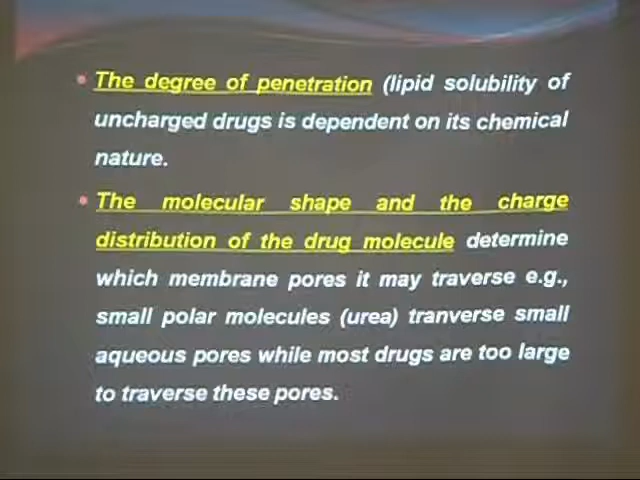 • The degree of penetration (lipid solubility of
uncharged drugs is dependent on its chemical
nature.
• The molecular shape and the charge
distribution of the drug molecule determine
which membrane pores it may traverse e.g.,
small polar molecules (urea) tranverse small
aqueous pores while most drugs are too large
to traverse these pores.